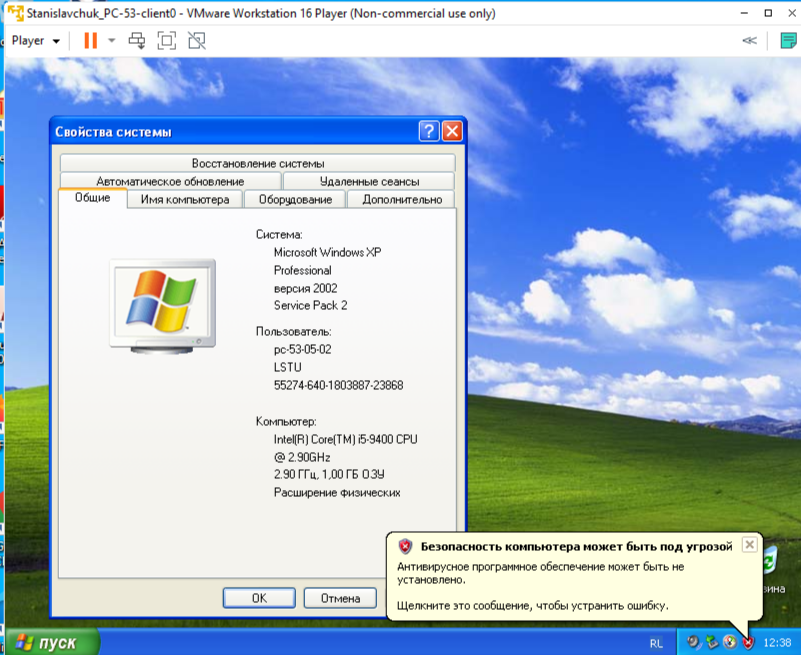 Stanislavchuk_PC-53-client0 - VMware Workstation 16 Player (Non-commercial use only)
Player
Свойства системы
Восстановление системы
Автоматическое обновление
Удаленные сеансы
Общие
Имя компьютера
Оборудование
Дополнительно
Система:
Microsoft Windows XP
Professional
версия 2002
Service Pack 2
Пользователь:
pc-53-05-02
LSTU
55274-640-1803887-23868
Компьютер:
Intel(R) Core(TM) i5-9400 CPU
@ 2.90GHz
2.90 ГГц, 1,00 ГБ ОЗУ
Расширение физических
OK
Отмена
Безопасность компьютера может быть под угрозой
Антивирусное программное обеспечение может быть не
установлено.
Щелкните это сообщение, чтобы устранить ошибку.
зина
пуск
RL
12:38